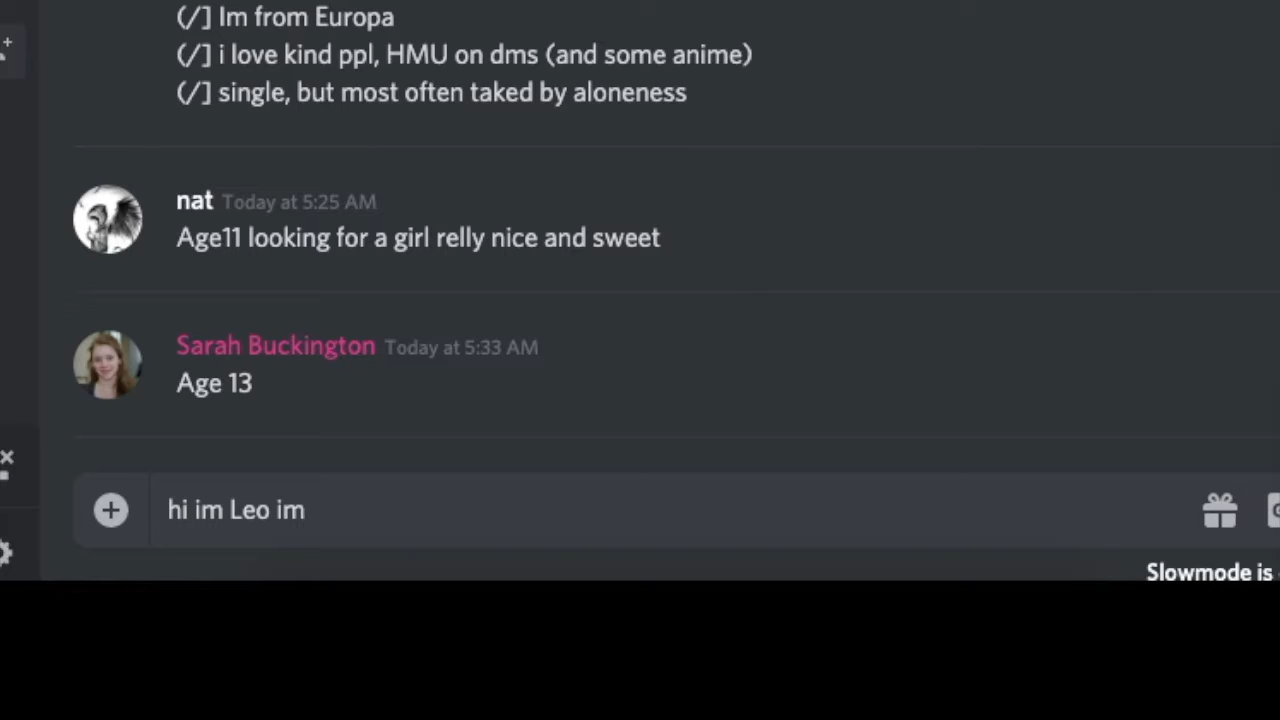 (/] Im from Europa
(/] i love kind ppl, HMU on dms (and some anime)
(/] single, but most often taked by aloneness
nat Today at 5:25 AM
Age11 looking for a girl relly nice and sweet
Sarah Buckington Today at 5:33 AM
Age 13
hi im Leo im
Slowmode is